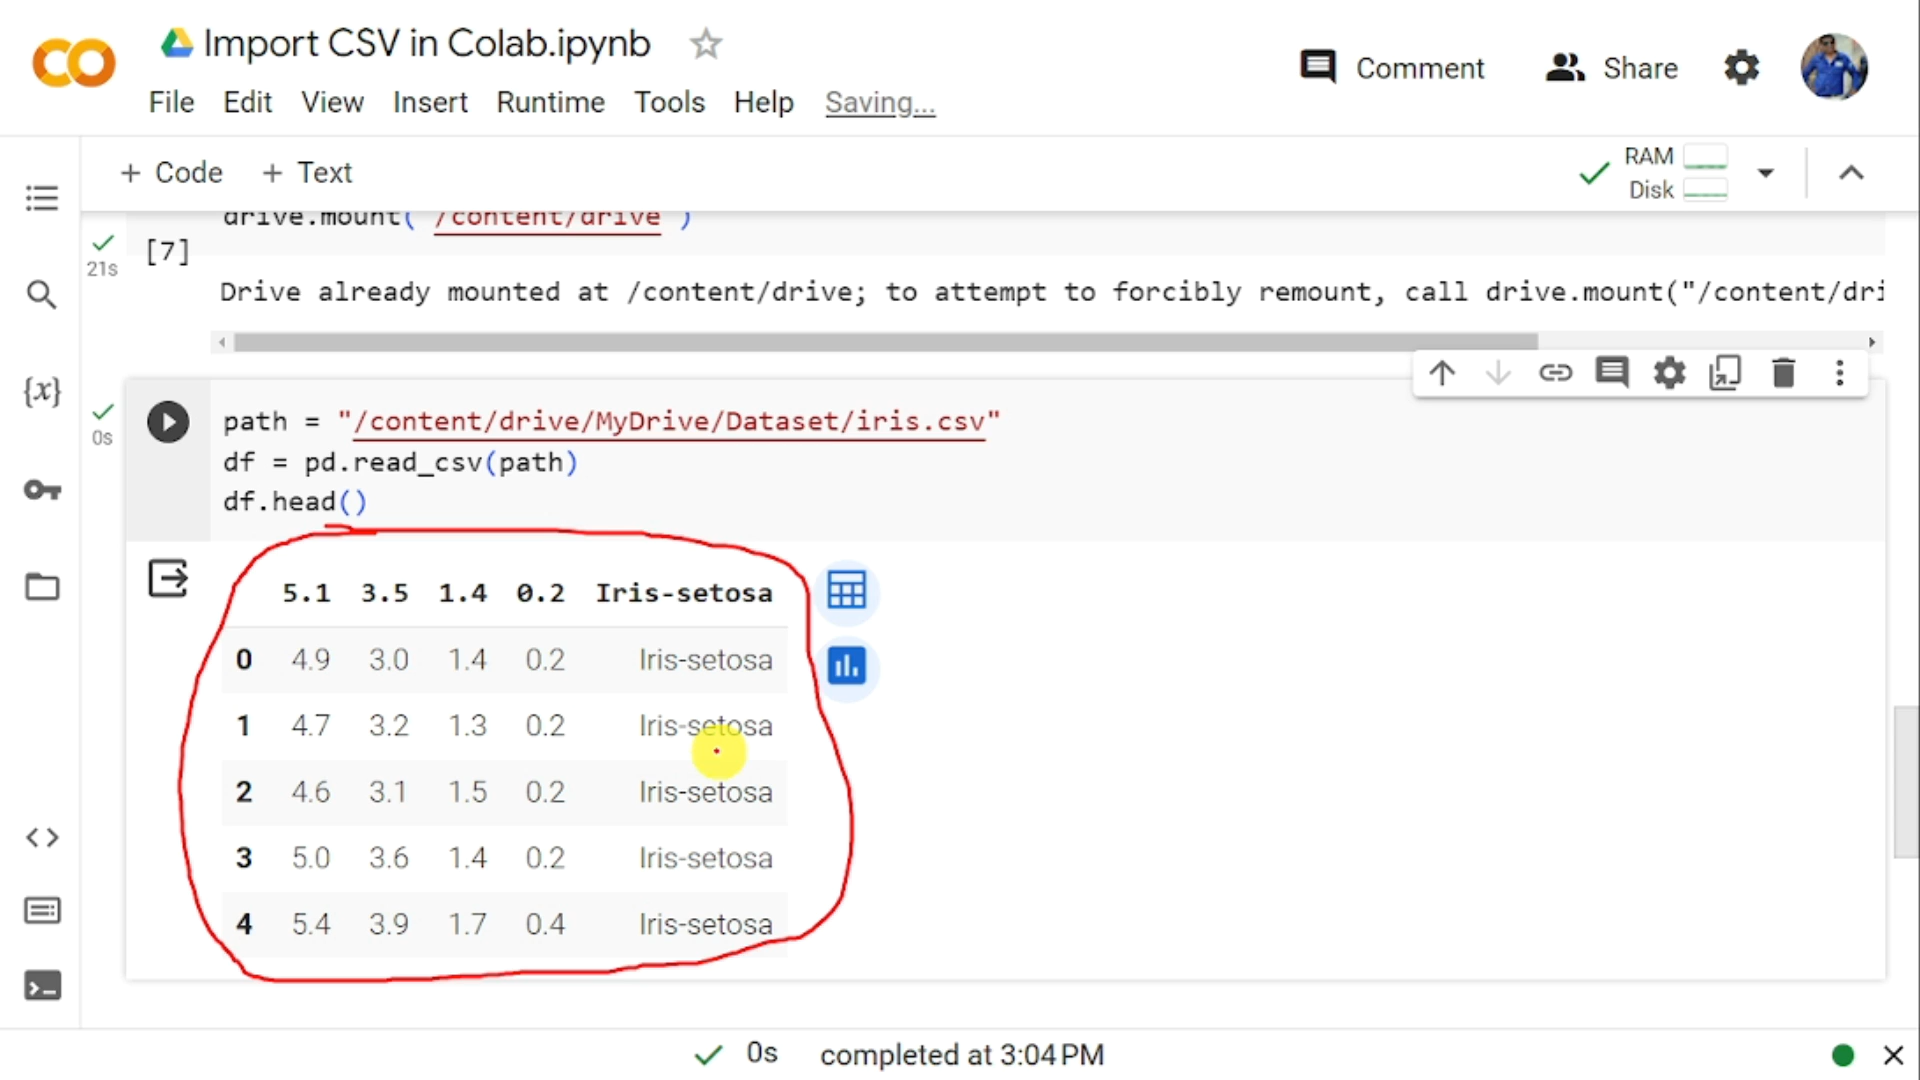 Import CSV in Colab.ipynb
Comment
Share
File Edit View Insert Runtime Tools Help Saving...
+ Code + Text
RAM
Disk
drive.mount( /content/drive )
[7]
21s
Drive already mounted at /content/drive; to attempt to forcibly remount, call drive.mount("/content/dri
0s
path = "/content/drive/MyDrive/Dataset/iris.csv"
df = pd.read_csv(path)
df.head()
5.1 3.5 1.4 0.2 Iris-setosa
0 4.9 3.0 1.4 0.2 Iris-setosa
1 4.7 3.2 1.3 0.2 Iris-setosa
2 4.6 3.1 1.5 0.2 Iris-setosa
3 5.0 3.6 1.4 0.2 Iris-setosa
4 5.4 3.9 1.7 0.4 Iris-setosa
0s completed at 3:04 PM